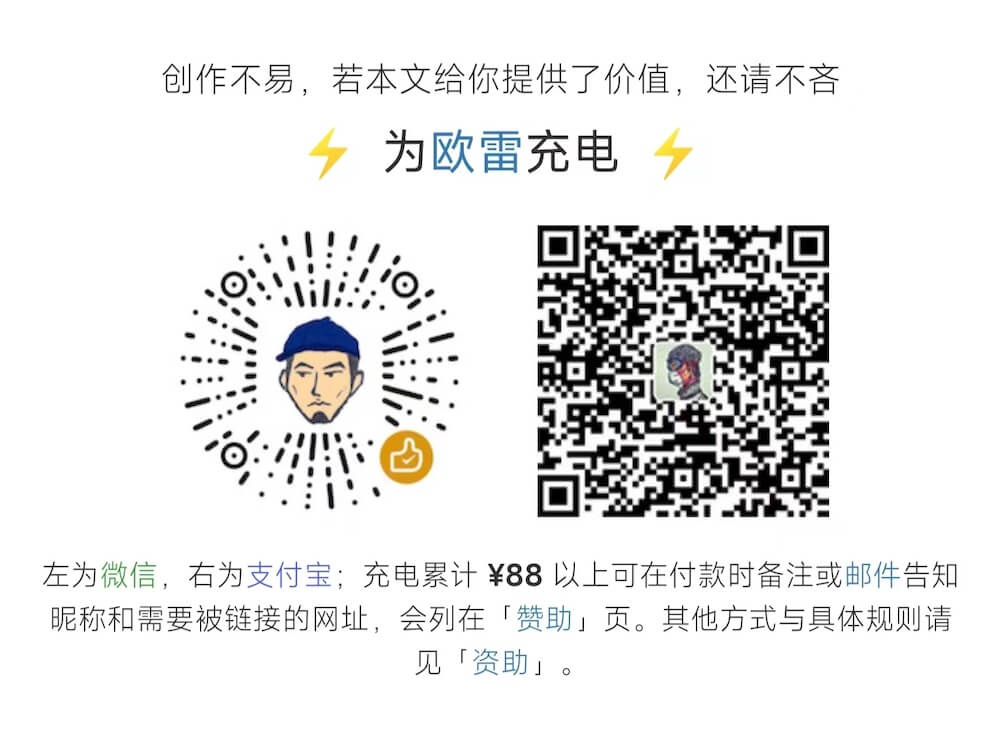 创作不易，若本文给你提供了价值，还请不吝
⚡ 为欧雷充电 ⚡
左为微信，右为支付宝；充电累计 ¥88 以上可在付款时备注或邮件告知
昵称和需要被链接的网址，会列在「赞助」页。其他方式与具体规则请
见「资助」。